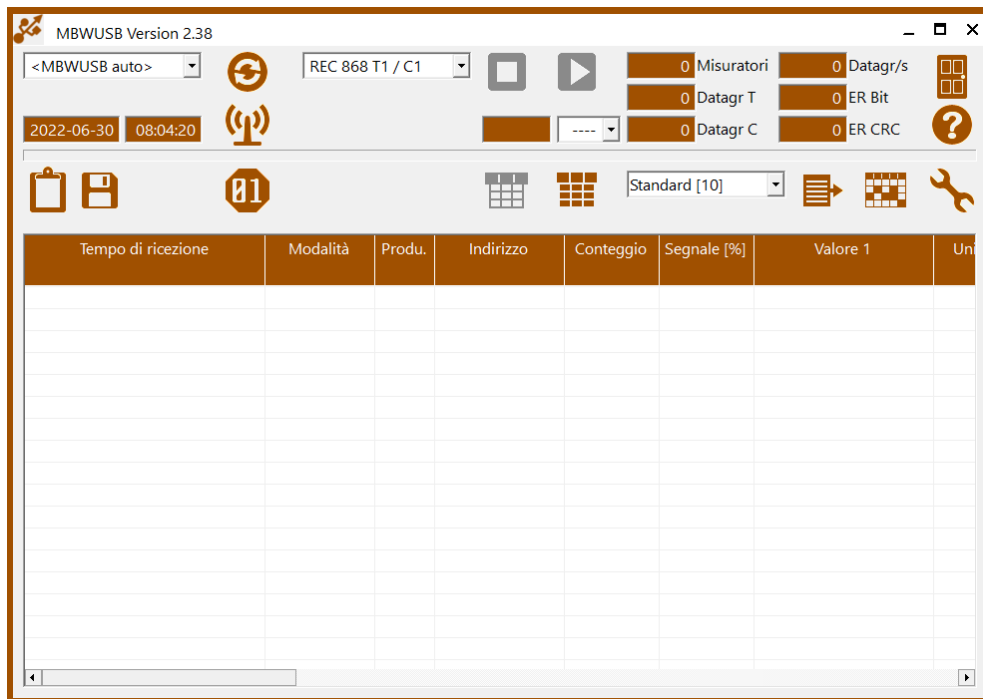 MBWUSB Version 2.38
<MBWUSB auto>
REC 868 T1 / C1
0 Misuratori
0 Datagr/s
0 Datagr T
0 ER Bit
2022-06-30 08:04:20
----
0 Datagr C
0 ER CRC
?
01
Standard [10]
Tempo di ricezione Modalità Produ. Indirizzo Conteggio Segnale [%] Valore 1 Uni